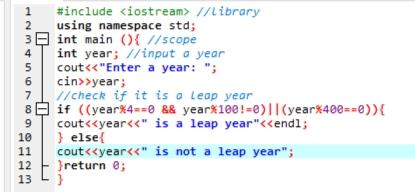 1 #include <iostream> //library
2 using namespace std;
3 int main (){ //scope
4 int year; //input a year
5 cout<<"Enter a year: ";
6 cin>>year;
7 //check if it is a leap year
8 if ((year%4==0 && year%100!=0)||(year%400==0)){
9 cout<<year<<" is a leap year"<<endl;
10 } else{
11 cout<<year<<" is not a leap year";
12 }return 0;
13 }